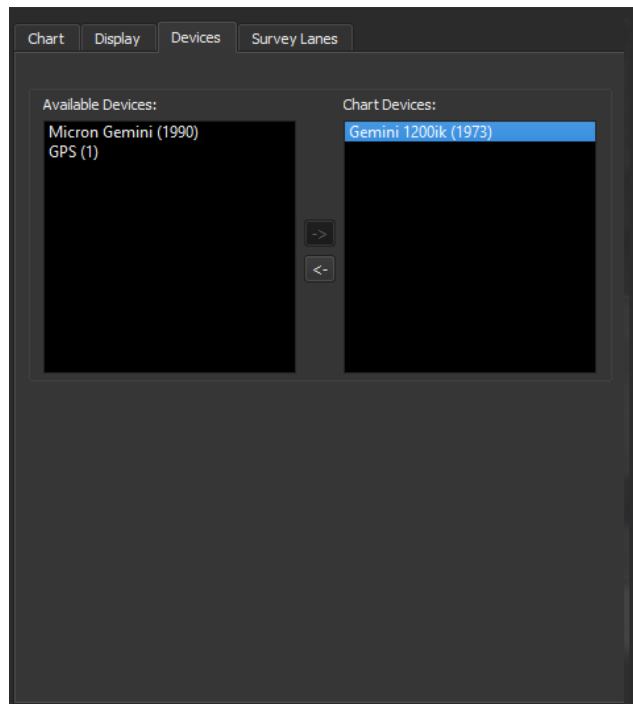 Chart Display Devices Survey Lanes
Available Devices:
Micron Gemini (1990)
GPS (1)
->
<-
Chart Devices:
Gemini 1200ik (1973)